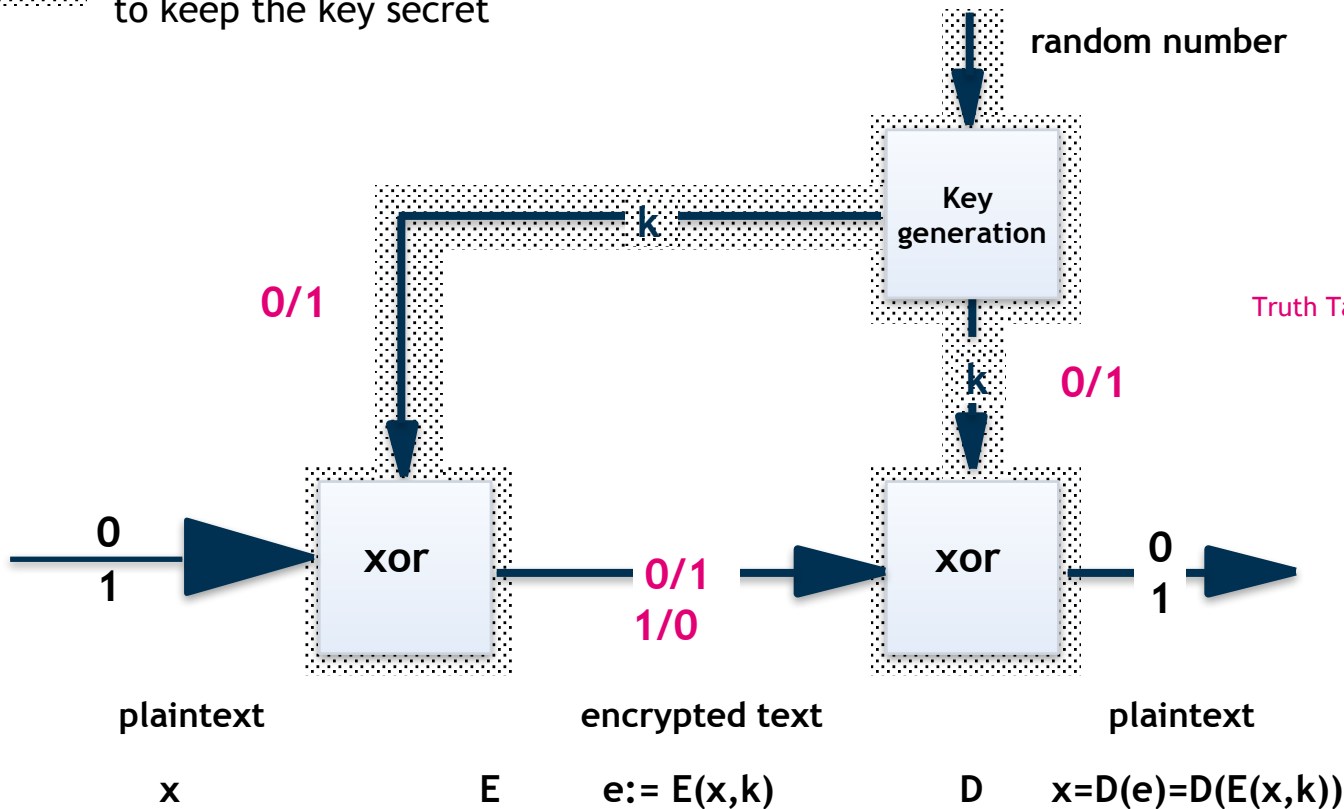 to keep the key secret
random number
Key
generation
k
0/1
Truth
k
0/1
0
1
xor
0/1
1/0
xor
0
1
plaintext
encrypted text
plaintext
x
E
e:= E(x,k)
D
x=D(e)=D(E(x,k))